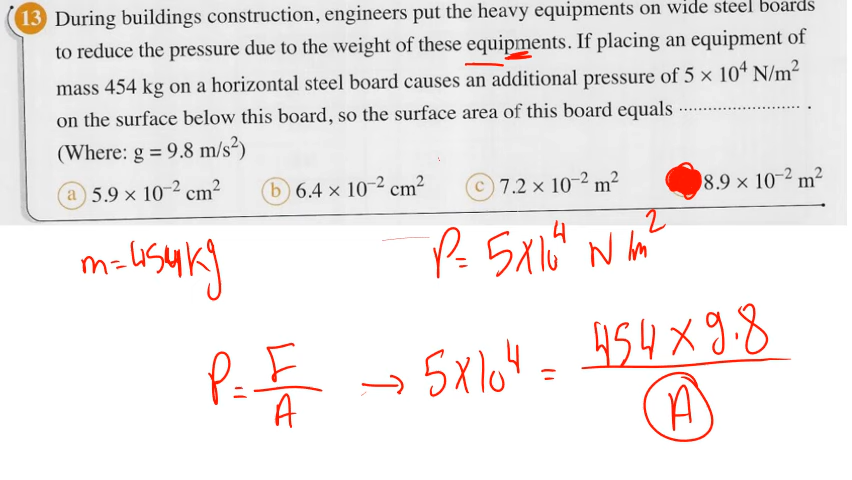 13 During buildings construction, engineers put the heavy equipments on wide steel boards
to reduce the pressure due to the weight of these equipments. If placing an equipment of
mass 454 kg on a horizontal steel board causes an additional pressure of 5 × 10⁴ N/m²
on the surface below this board, so the surface area of this board equals ........................ .
(Where: g = 9.8 m/s²)
a 5.9 × 10⁻² cm² b 6.4 × 10⁻² cm² c 7.2 × 10⁻² m² 8.9 × 10⁻² m²
m=454kg P= 5×10⁴ N/m²
P= F/A → 5×10⁴ = 454×9.8/A